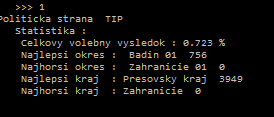 >>> 1
Politicka strana  TIP
Statistika :
Celkovy volebny vysledok : 0.723 %
Najlepsi okres :  Badin 01  756
Najhorsi okres  :  Zahranicie 01  0
Najlepsi kraj  :  Presovsky kraj  3949
Najhorsi kraj : Zahranicie  0